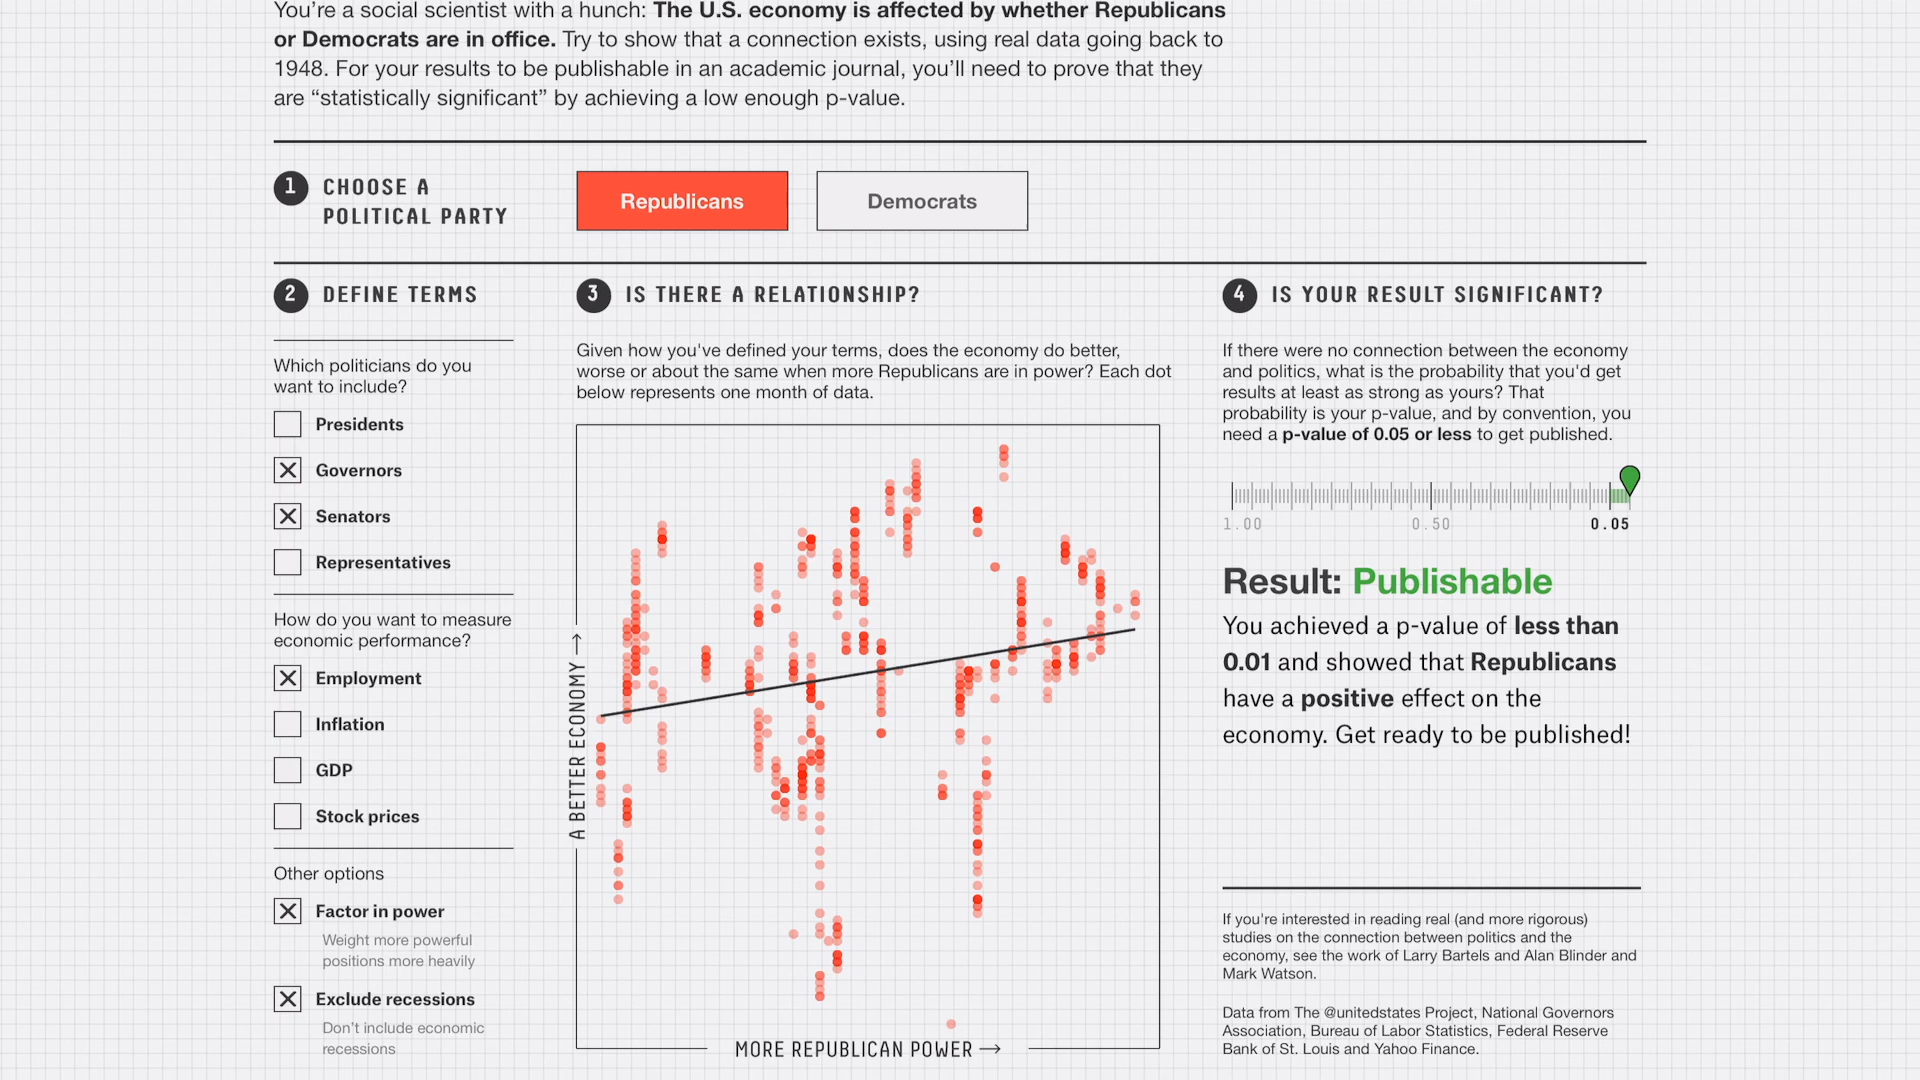 You’re a social scientist with a hunch: The U.S. economy is affected by whether Republicans
or Democrats are in office. Try to show that a connection exists, using real data going back to
1948. For your results to be publishable in an academic journal, you’ll need to prove that they
are “statistically significant” by achieving a low enough p-value.
1 CHOOSE A
POLITICAL PARTY
Republicans
Democrats
2 DEFINE TERMS
Which politicians do you
want to include?
Presidents
Governors
Senators
Representatives
How do you want to measure
economic performance?
Employment
Inflation
GDP
Stock prices
Other options
Factor in power
Weight more powerful
positions more heavily
Exclude recessions
Don’t include economic
recessions
3 IS THERE A RELATIONSHIP?
Given how you've defined your terms, does the economy do better,
worse or about the same when more Republicans are in power? Each dot
below represents one month of data.
A BETTER ECONOMY →
MORE REPUBLICAN POWER →
4 IS YOUR RESULT SIGNIFICANT?
If there were no connection between the economy
and politics, what is the probability that you'd get
results at least as strong as yours? That
probability is your p-value, and by convention, you
need a p-value of 0.05 or less to get published.
1.00 0.50 0.05
Result: Publishable
You achieved a p-value of less than
0.01 and showed that Republicans
have a positive effect on the
economy. Get ready to be published!
If you're interested in reading real (and more rigorous)
studies on the connection between politics and the
economy, see the work of Larry Bartels and Alan Blinder and
Mark Watson.
Data from The @unitedstates Project, National Governors
Association, Bureau of Labor Statistics, Federal Reserve
Bank of St. Louis and Yahoo Finance.